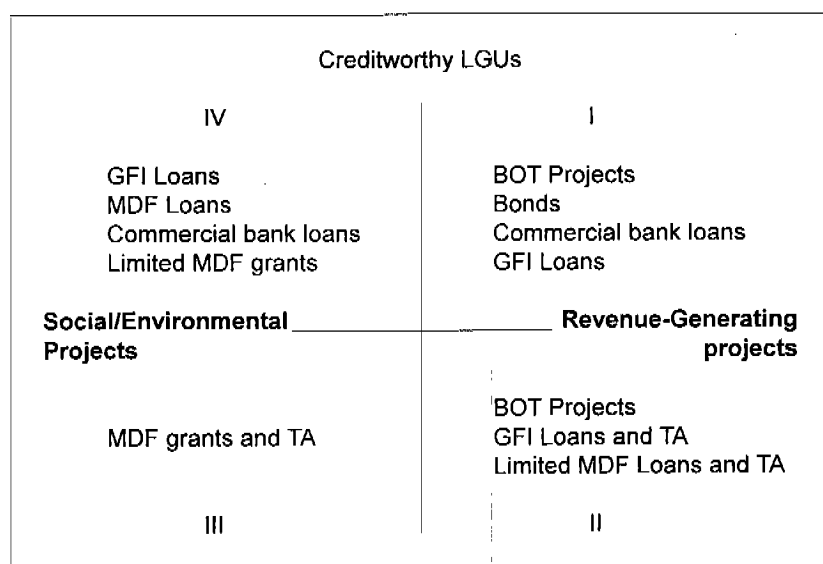 Creditworthy LGUs
IV
I
GFI Loans
MDF Loans
Commercial bank loans
Limited MDF grants
BOT Projects
Bonds
Commercial bank loans
GFI Loans
Social/Environmental
Projects
Revenue-Generating
projects
MDF grants and TA
BOT Projects
GFI Loans and TA
Limited MDF Loans and TA
III
II